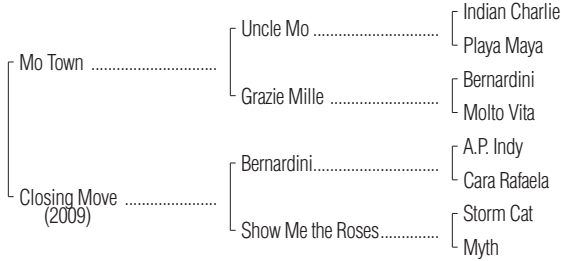 Indian Charlie
Uncle Mo ..............................
Playa Maya
Mo Town ..............................
Bernardini
Grazie Mille ..........................
Molto Vita
A.P. Indy
Bernardini..............................
Cara Rafaela
Closing Move ......................
(2009)
Storm Cat
Show Me the Roses..............
Myth